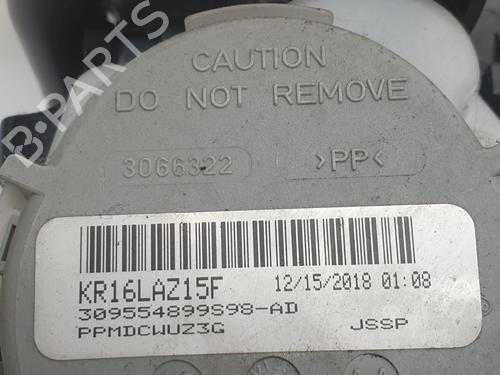 CAUTION
DO NOT REMOVE
3066322 >PP<
B-PARTS
KR16LAZ15F 12/15/2018 01:08
309554899S98-AD
PPMDCWUZ3G JSSP